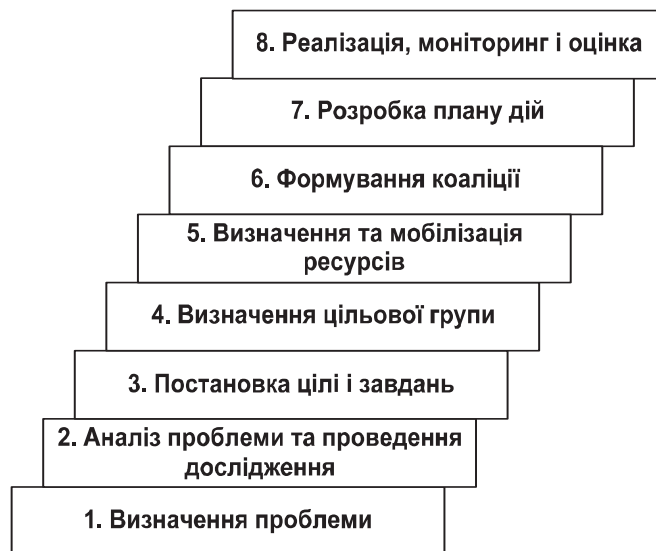 8. Реалізація, моніторинг і оцінка
7. Розробка плану дій
6. Формування коаліції
5. Визначення та мобілізація
ресурсів
4. Визначення цільової групи
3. Постановка цілі і завдань
2. Аналіз проблеми та проведення
дослідження
1. Визначення проблеми